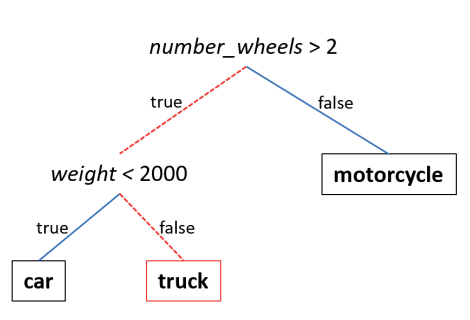 number_wheels > 2
true
false
weight < 2000
motorcycle
true
false
car
truck